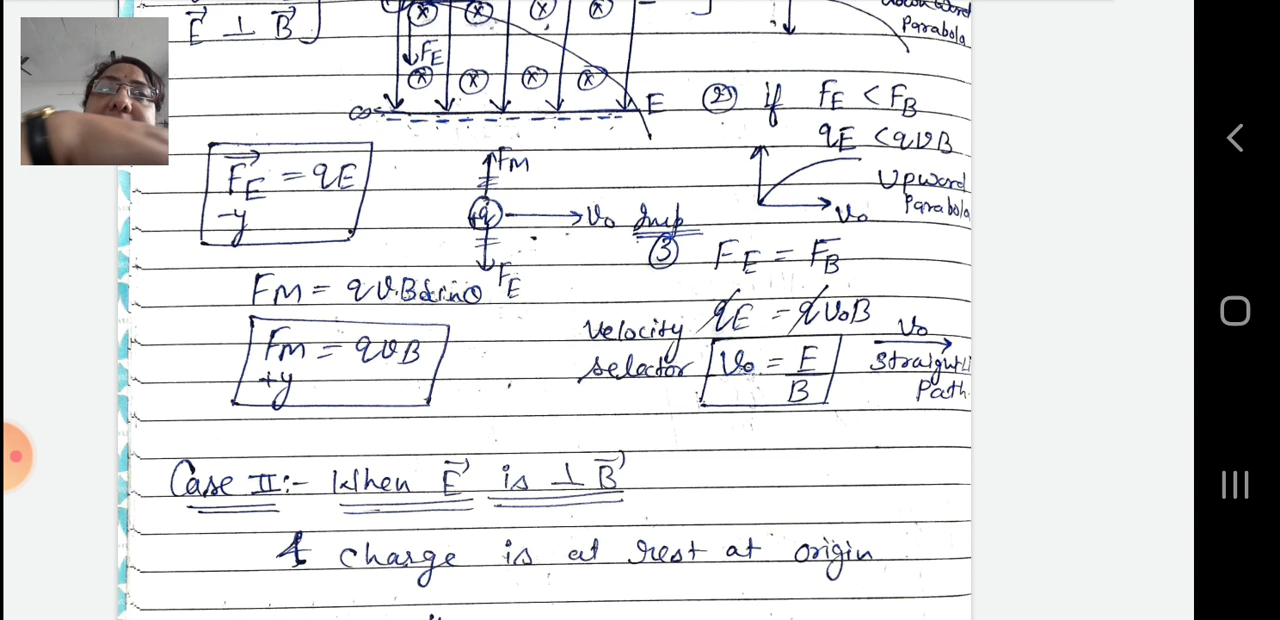 E⃗ ⊥ B⃗ ]
(x) (x) (x) (x)
Parabola
↓F_E
(x) (x) (x) (x)
E
② if F_E < F_B
qE < qvB
F⃗_E = qE
-y
F_M
+q → v₀
F_E
Upward
Parabola
v₀
Imp
③ F_E = F_B
F_M = qv.B sinθ
qE = qv₀B
F_M = qvB
+y
Velocity
selector v₀ = E/B
v₀
Straight Li
Path
Case II:- When E⃗ is ⊥ B⃗
& charge is at rest at origin